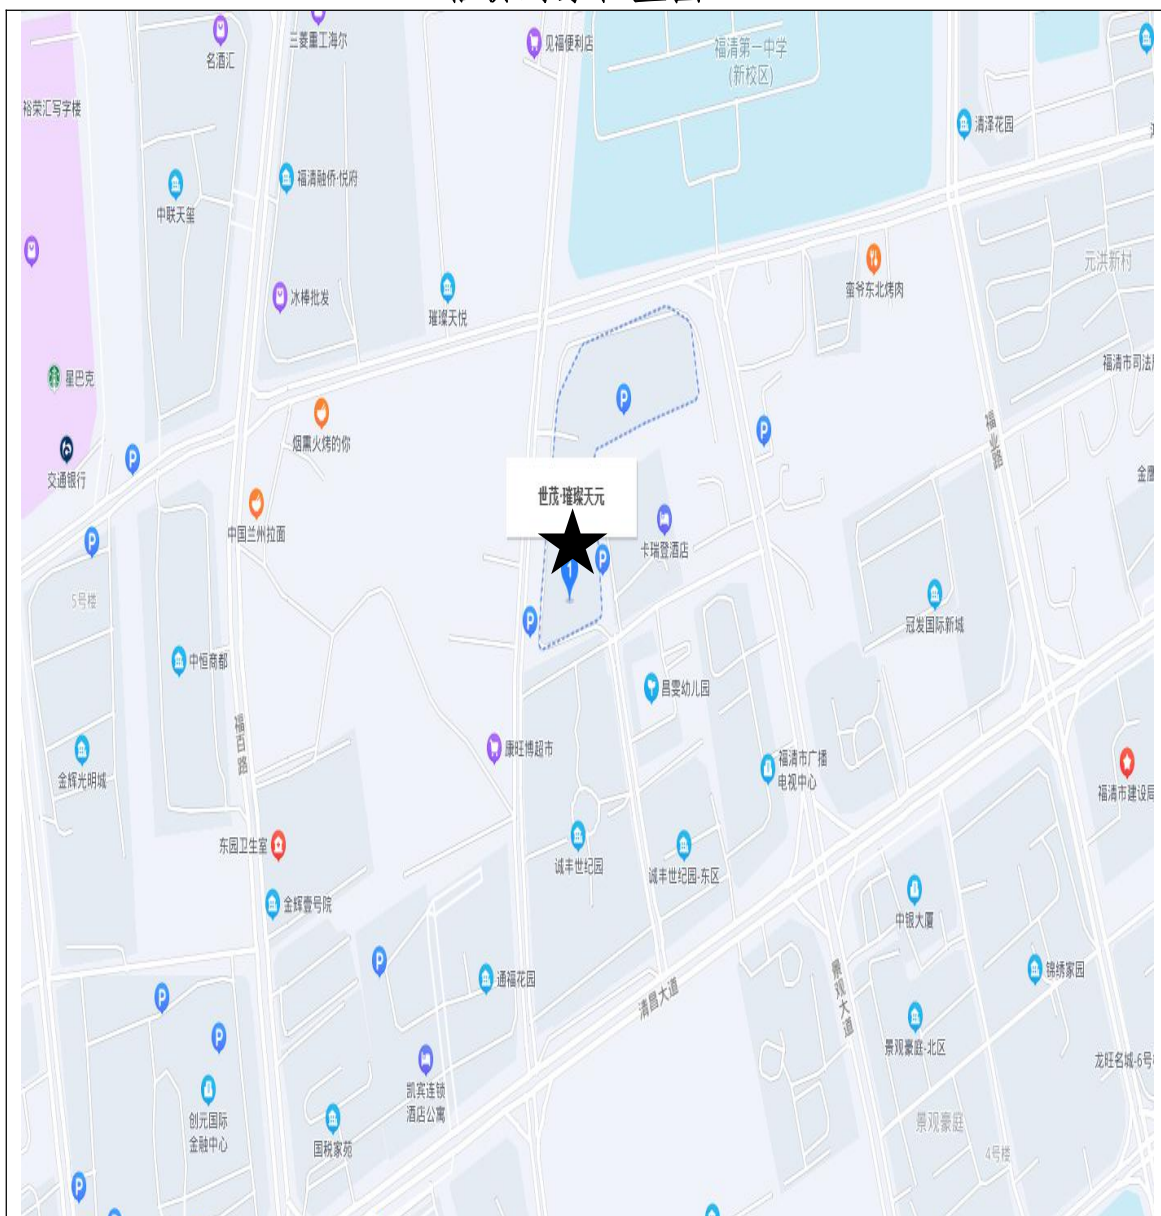 三菱重工海尔
名酒汇
见福便利店
福清第一中学
(新校区)
裕荣汇写字楼
清泽花园
福清融侨·悦府
中联天玺
元洪新村
蛮爷东北烤肉
冰棒批发
璀璨天悦
福清市司法局
星巴克
烟熏火烤的你
福业路
交通银行
世茂·璀璨天元
中国兰州拉面
卡瑞登酒店
5号楼
冠发国际新城
中恒商都
昌雯幼儿园
福百路
康旺博超市
福清市广播
电视中心
金辉光明城
福清市建设局
东园卫生室
诚丰世纪园
诚丰世纪园-东区
金辉壹号院
中银大厦
通福花园
锦绣家园
清昌大道
景观大道
景观豪庭-北区
龙旺名城-6号
凯宾连锁
酒店公寓
创元国际
金融中心
国税家苑
景观豪庭
4号楼